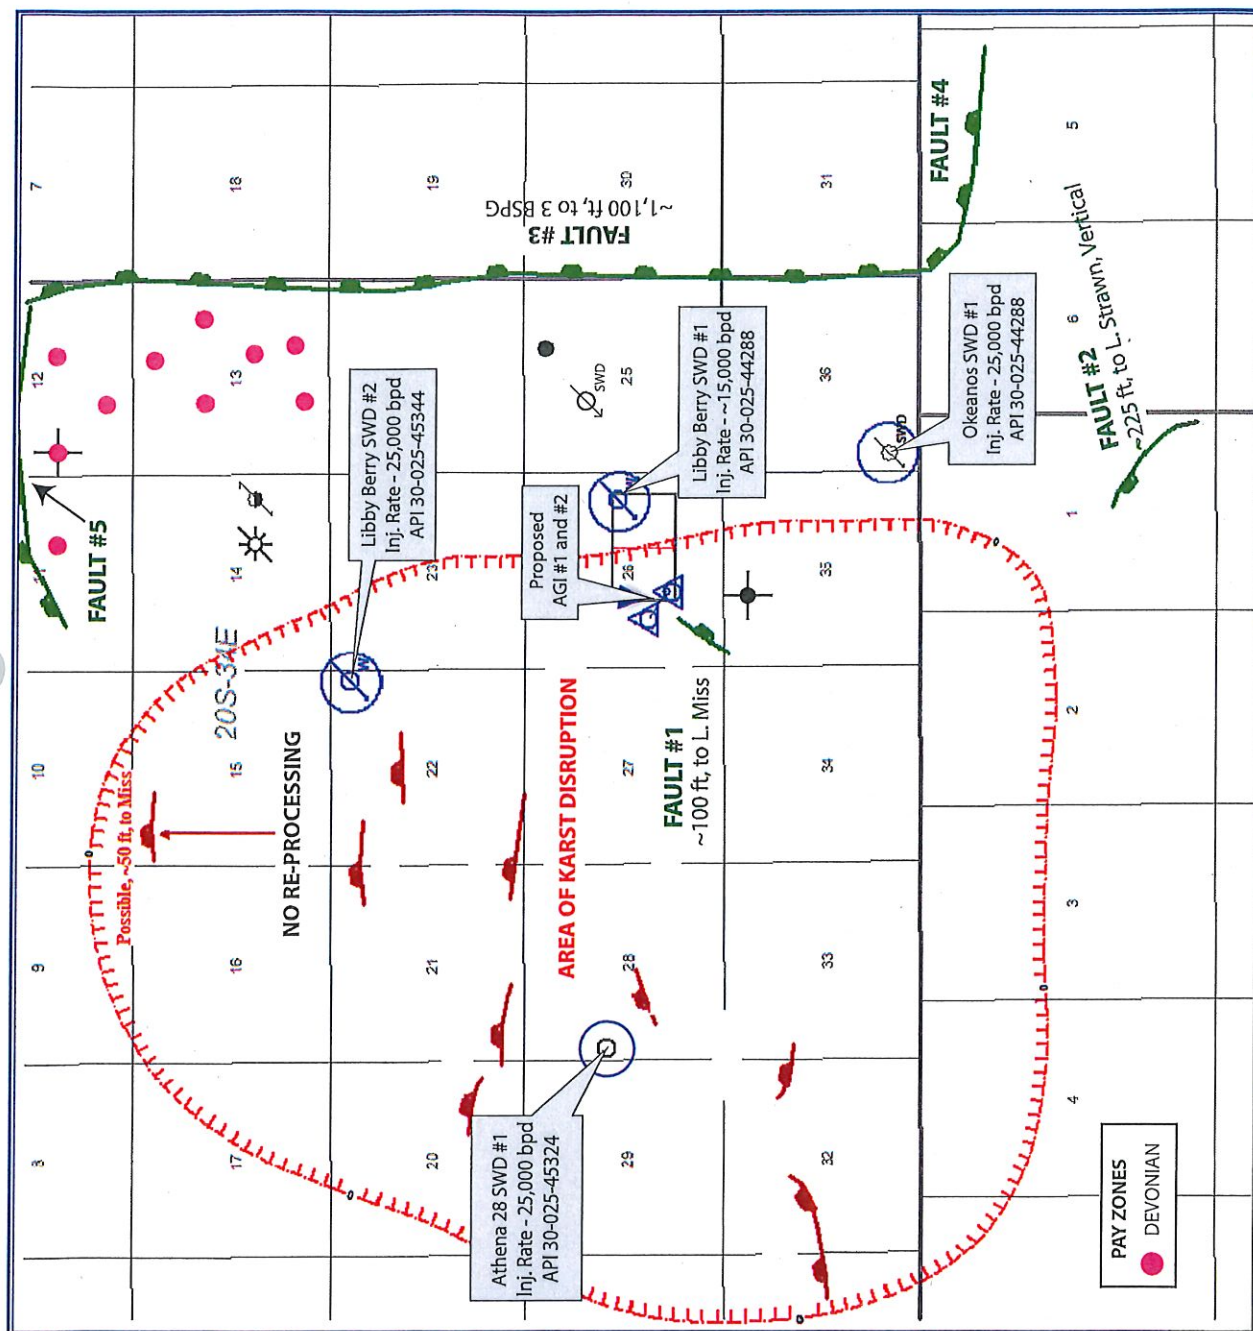 7
18
19
30
31
5
FAULT #4
FAULT #3
~1,100 ft, to 3 BSPG
12
13
25
36
6
SWD
Libby Berry SWD #2
Inj. Rate - 25,000 bpd
API 30-025-45344
Libby Berry SWD #1
Inj. Rate - ~15,000 bpd
API 30-025-44288
Okeanos SWD #1
Inj. Rate - 25,000 bpd
API 30-025-44288
SWD
FAULT #2
~225 ft, to L. Strawn, Vertical
FAULT #5
11
14
23
26
35
1
Proposed
AGI #1 and #2
W
W
20S-34E
10
15
22
27
34
2
Possible, ~50 ft, to Miss
NO RE-PROCESSING
AREA OF KARST DISRUPTION
FAULT #1
~100 ft, to L. Miss
9
16
21
28
33
3
17
20
29
32
4
Athena 28 SWD #1
Inj. Rate - 25,000 bpd
API 30-025-45324
PAY ZONES
DEVONIAN